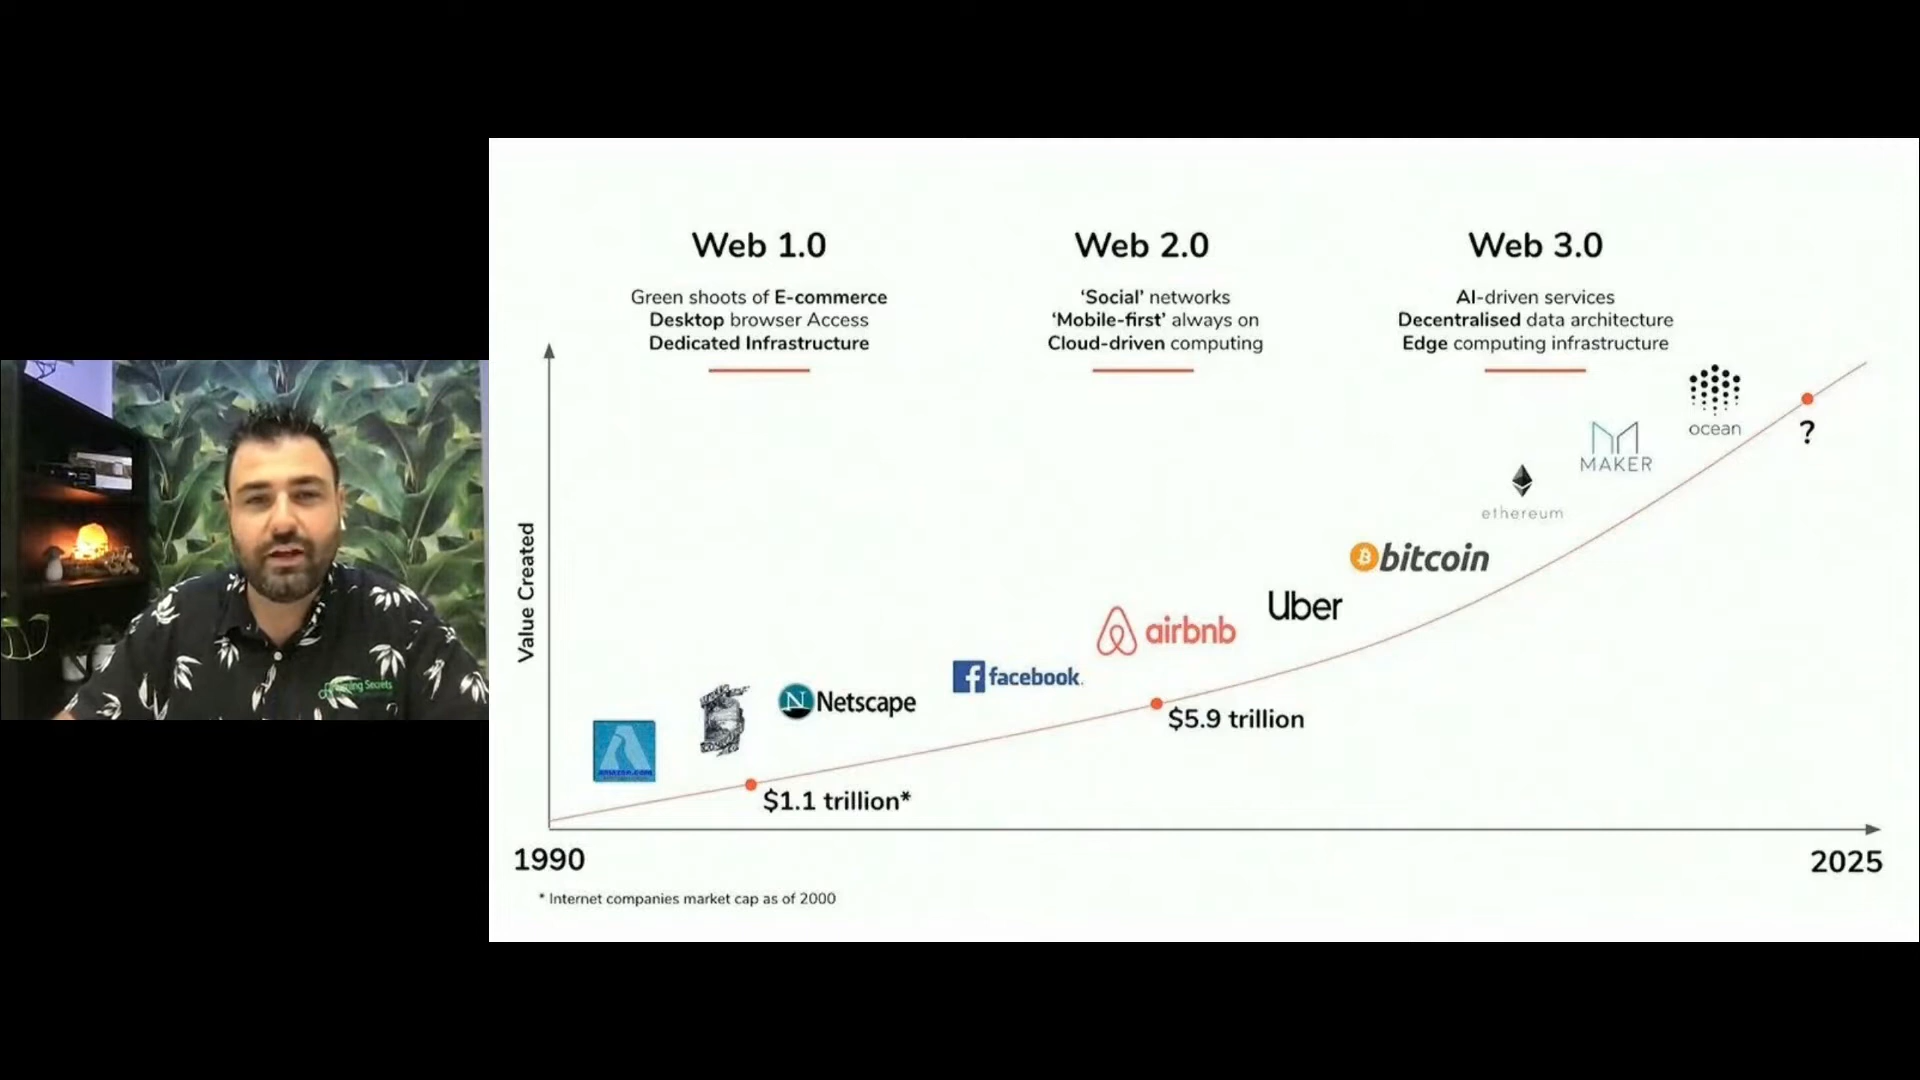 Web 1.0
Green shoots of E-commerce
Desktop browser Access
Dedicated Infrastructure
Web 2.0
‘Social’ networks
‘Mobile-first’ always on
Cloud-driven computing
Web 3.0
AI-driven services
Decentralised data architecture
Edge computing infrastructure
Value Created
amazon.com
Netscape
facebook.
airbnb
Uber
bitcoin
ethereum
MAKER
ocean
?
$1.1 trillion*
$5.9 trillion
1990
2025
* Internet companies market cap as of 2000
Secrets